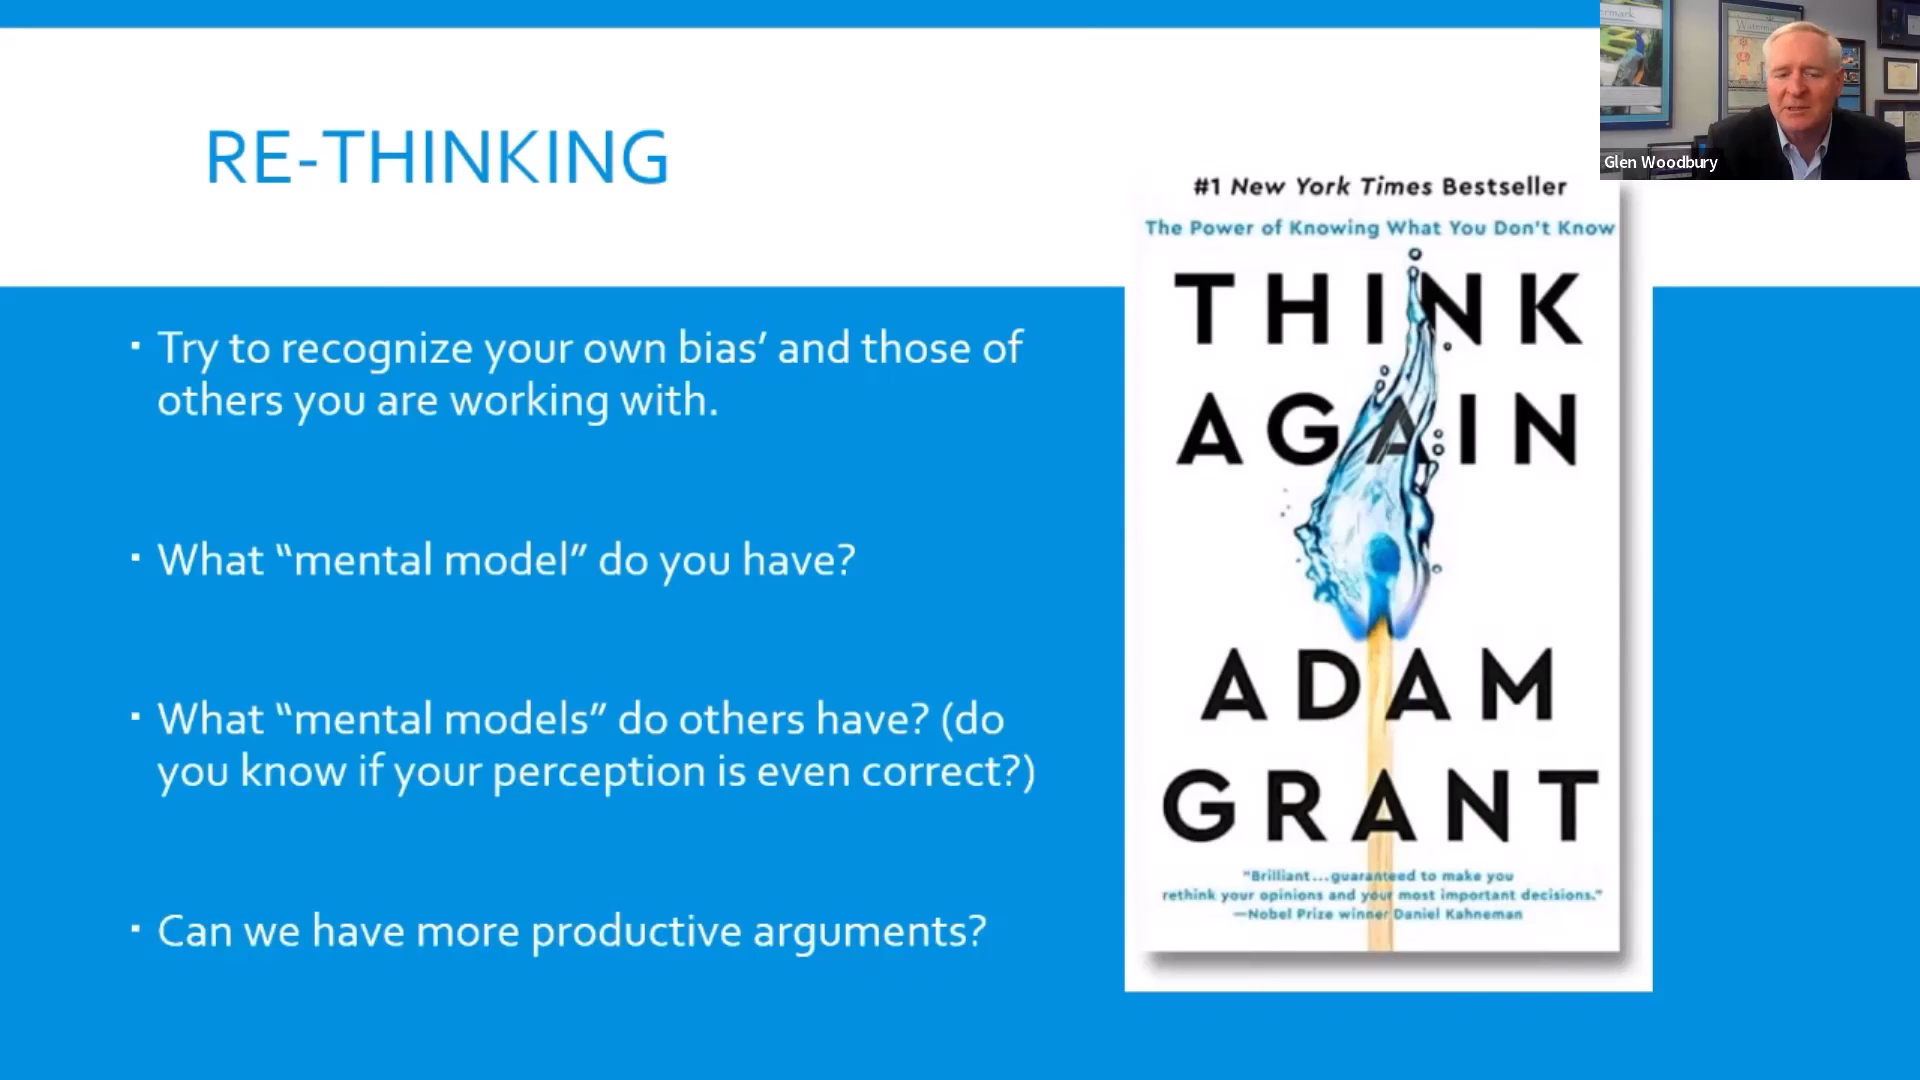 RE-THINKING
Glen Woodbury
▪ Try to recognize your own bias’ and those of
others you are working with.
▪ What “mental model” do you have?
▪ What “mental models” do others have? (do
you know if your perception is even correct?)
▪ Can we have more productive arguments?
#1 New York Times Bestseller
The Power of Knowing What You Don't Know
THINK
AGAIN
ADAM
GRANT
"Brilliant...guaranteed to make you
rethink your opinions and your most important decisions."
—Nobel Prize winner Daniel Kahneman